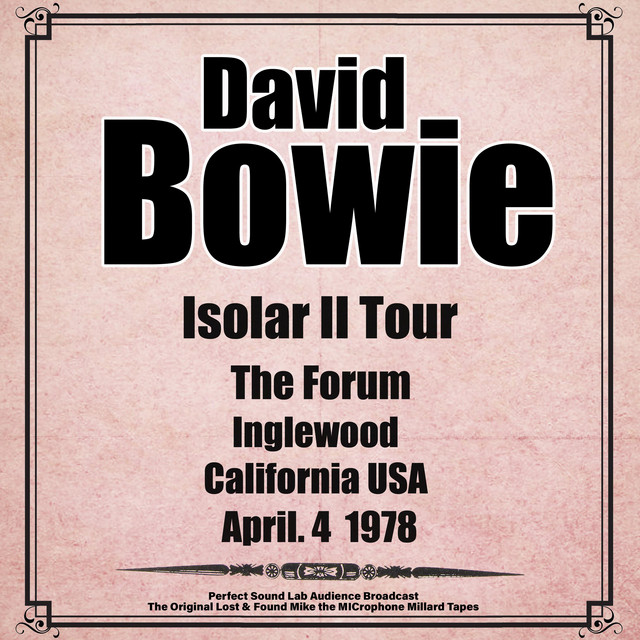 David
Bowie
Isolar II Tour
The Forum
Inglewood
California USA
April. 4 1978
Perfect Sound Lab Audience Broadcast
The Original Lost & Found Mike the MICrophone Millard Tapes